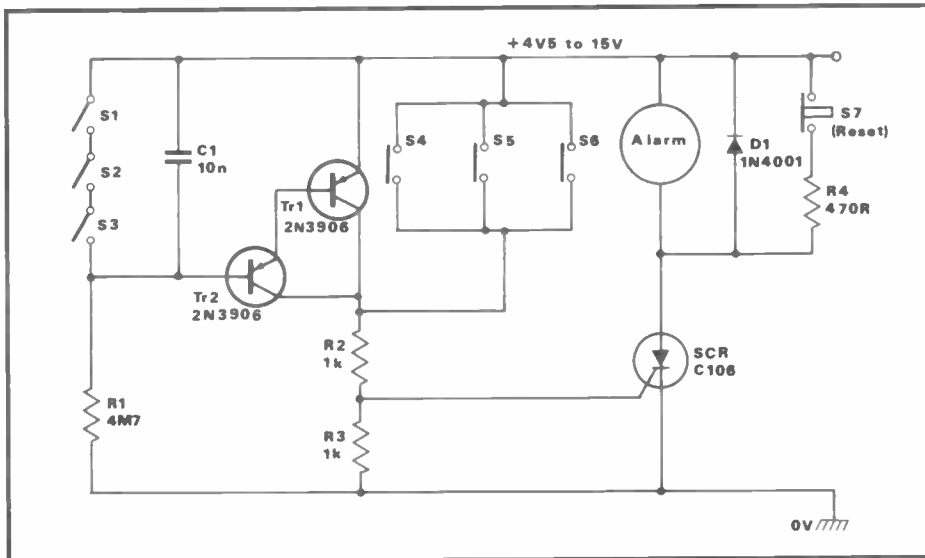 +4V5 to 15V
S1
S2
S3
C1
10n
Tr1
2N3906
Tr2
2N3906
S4
S5
S6
Alarm
D1
1N4001
S7
(Reset)
R4
470R
R2
1k
R3
1k
SCR
C106
R1
4M7
0V